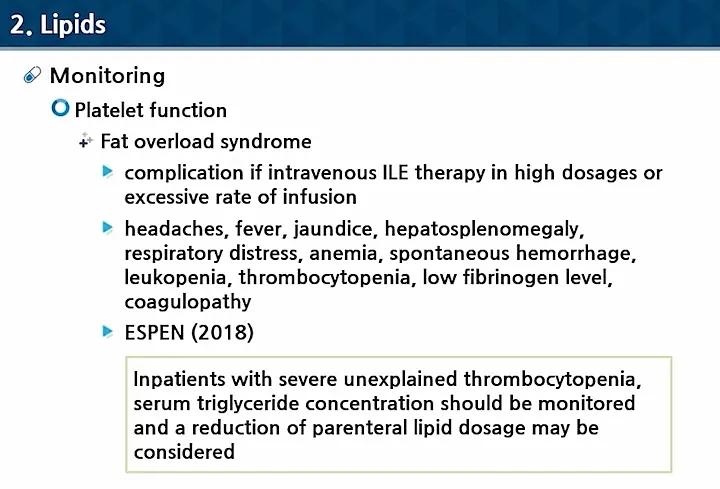 2. Lipids
Monitoring
Platelet function
Fat overload syndrome
complication if intravenous ILE therapy in high dosages or
excessive rate of infusion
headaches, fever, jaundice, hepatosplenomegaly,
respiratory distress, anemia, spontaneous hemorrhage,
leukopenia, thrombocytopenia, low fibrinogen level,
coagulopathy
ESPEN (2018)
Inpatients with severe unexplained thrombocytopenia,
serum triglyceride concentration should be monitored
and a reduction of parenteral lipid dosage may be
considered